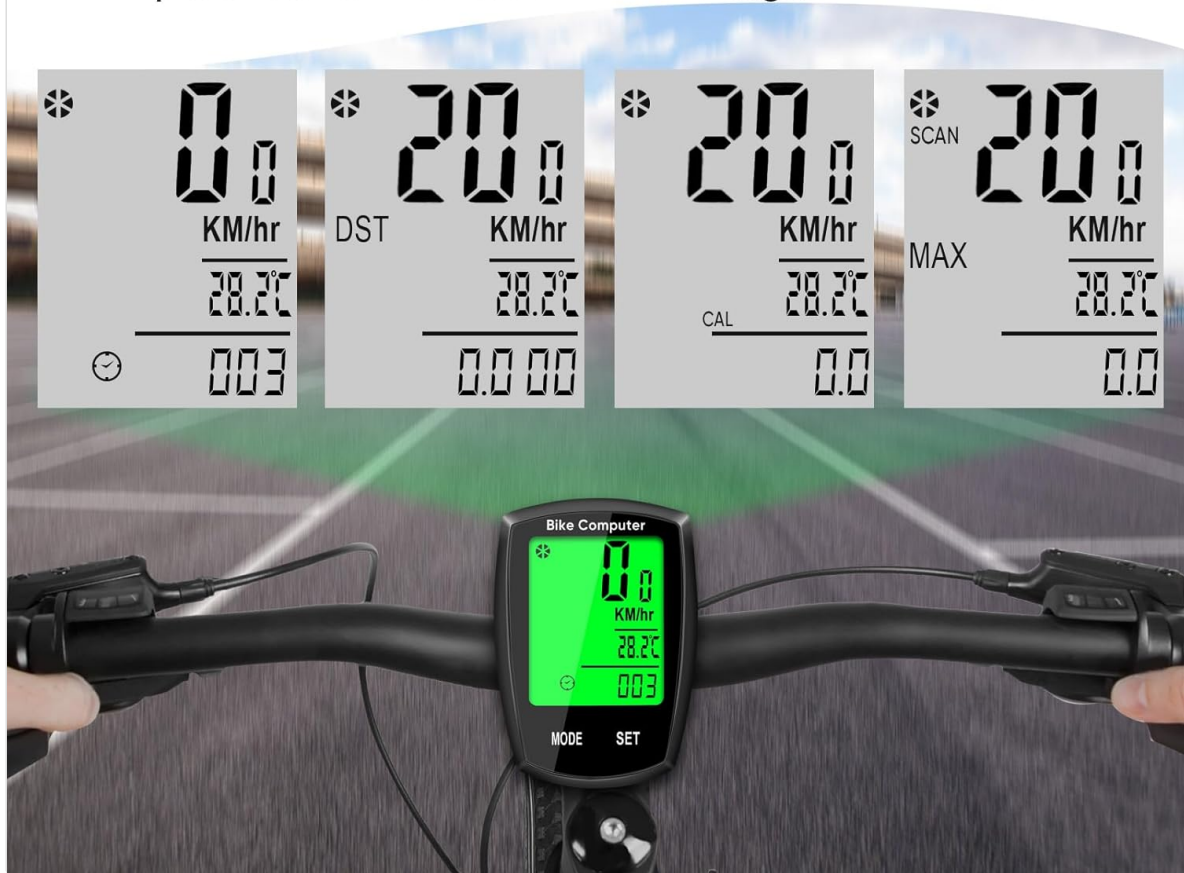 0 0
KM/hr
28.2°C
003
20 0
DST
KM/hr
28.2°C
0.0 00
20 0
KM/hr
28.2°C
CAL
0.0
SCAN
20 0
KM/hr
MAX
28.2°C
0.0
Bike Computer
0 0
KM/hr
28.2°C
003
MODE SET